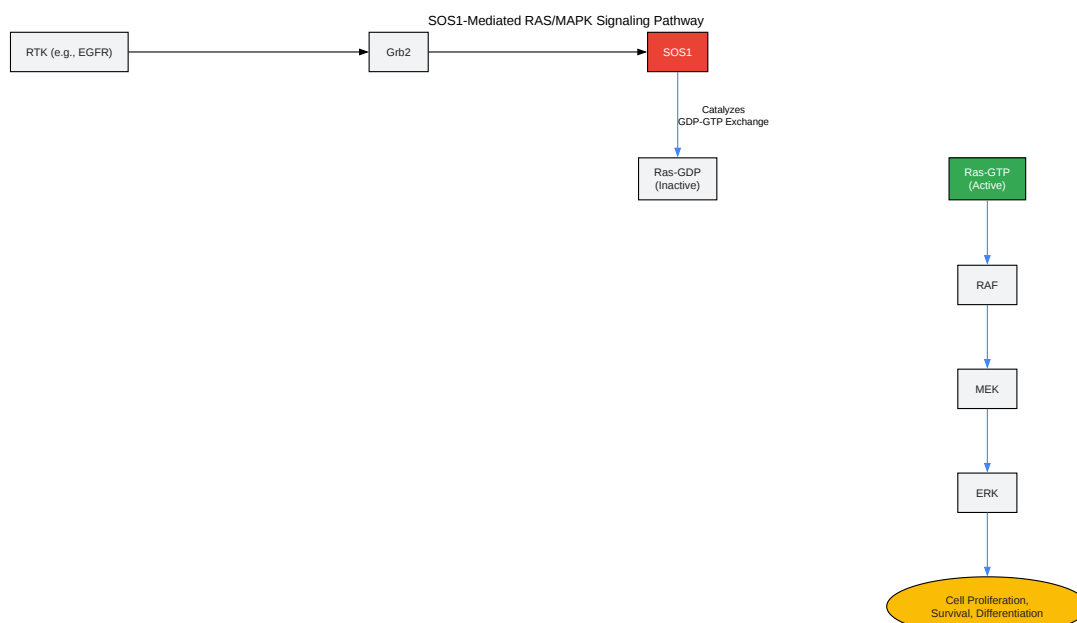 SOS1-Mediated RAS/MAPK Signaling Pathway
RTK (e.g., EGFR)
Grb2
SOS1
Catalyzes
GDP-GTP Exchange
Ras-GDP
(Inactive)
Ras-GTP
(Active)
RAF
MEK
ERK
Cell Proliferation,
Survival, Differentiation